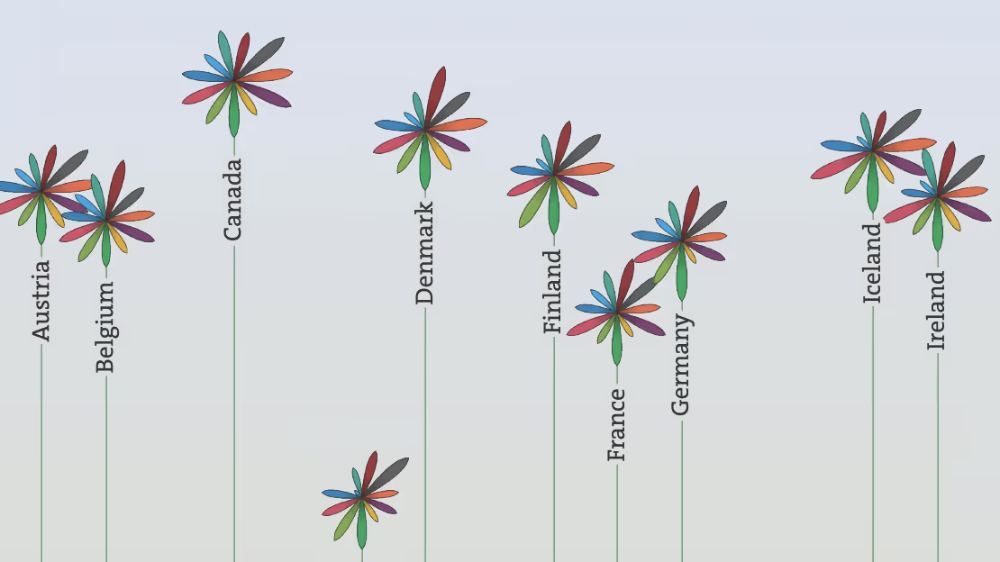 Austria
Belgium
Canada
Denmark
Finland
France
Germany
Iceland
Ireland